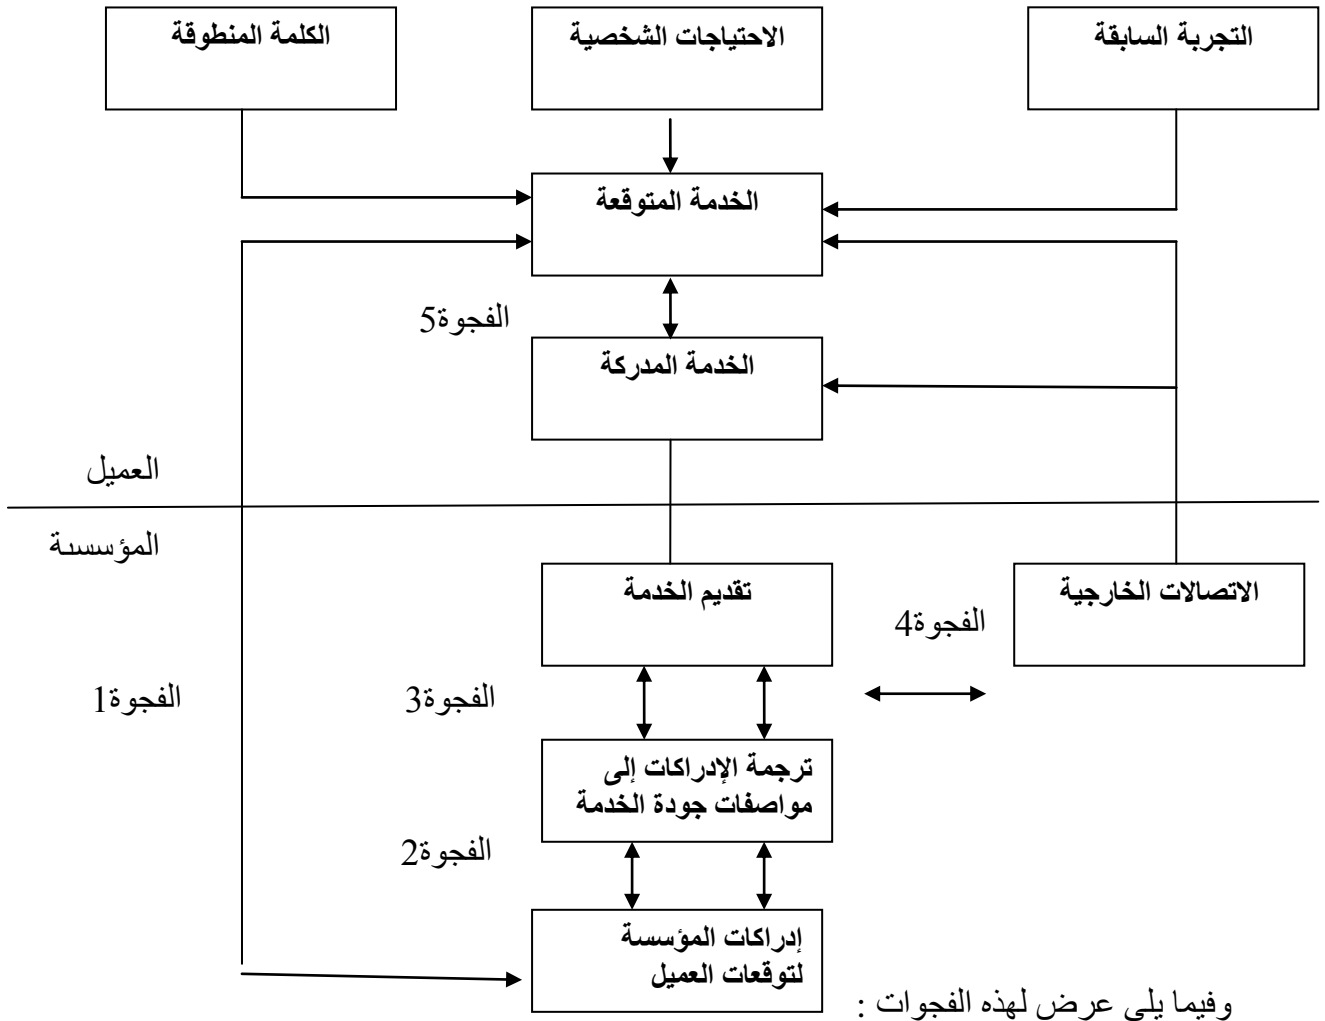 التجربة السابقة
الاحتياجات الشخصية
الكلمة المنطوقة
الخدمة المتوقعة
الفجوة5
الخدمة المدركة
العميل
المؤسسة
الاتصالات الخارجية
تقديم الخدمة
الفجوة4
الفجوة3
الفجوة1
ترجمة الإدراكات إلى
مواصفات جودة الخدمة
الفجوة2
إدراكات المؤسسة
لتوقعات العميل
وفيما يلي عرض لهذه الفجوات :